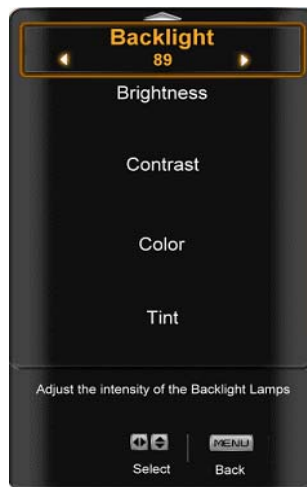 Backlight
89
Brightness
Contrast
Color
Tint
Adjust the intensity of the Backlight Lamps
MENU
Select Back